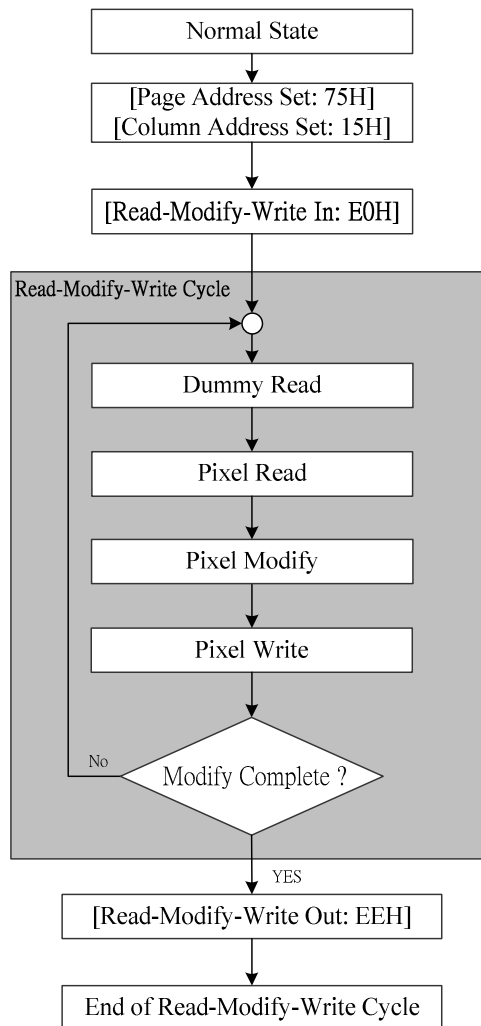 Normal State
[Page Address Set: 75H]
[Column Address Set: 15H]
[Read-Modify-Write In: E0H]
Read-Modify-Write Cycle
Dummy Read
Pixel Read
Pixel Modify
Pixel Write
No
Modify Complete ?
YES
[Read-Modify-Write Out: EEH]
End of Read-Modify-Write Cycle